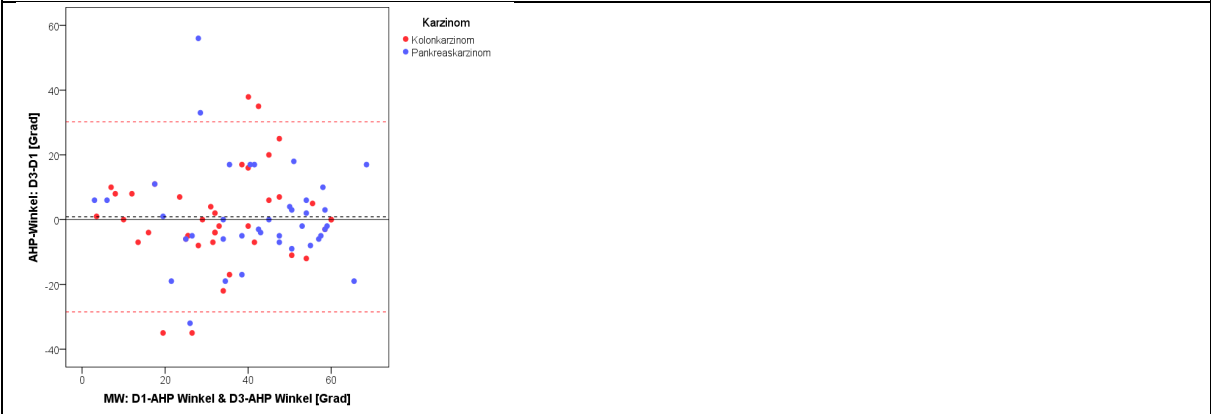 Karzinom
Kolonkarzinom
Pankreaskarzinom
AHP-Winkel: D3-D1 [Grad]
60
40
20
0
-20
-40
0 20 40 60
MW: D1-AHP Winkel & D3-AHP Winkel [Grad]